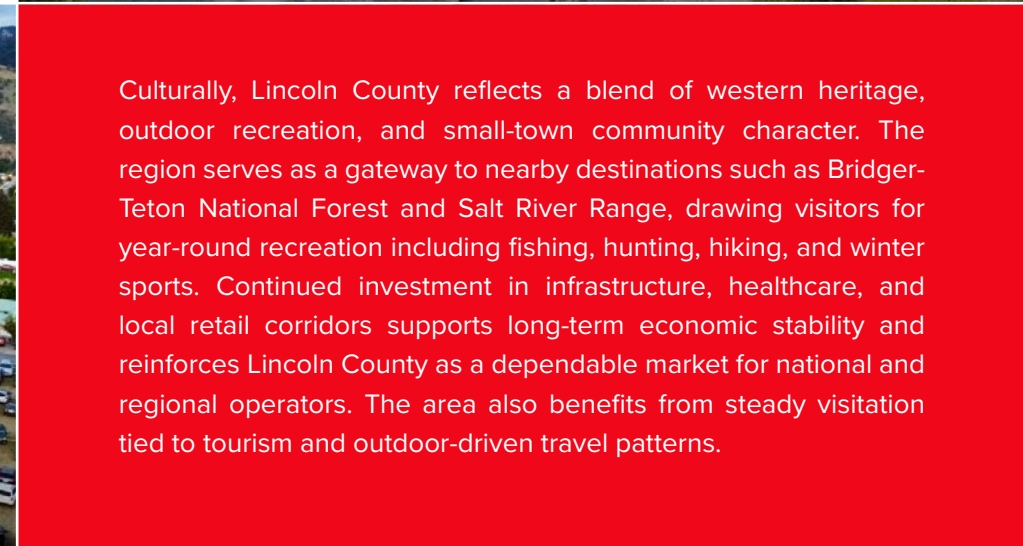 Culturally, Lincoln County reflects a blend of western heritage,
outdoor recreation, and small-town community character. The
region serves as a gateway to nearby destinations such as Bridger-
Teton National Forest and Salt River Range, drawing visitors for
year-round recreation including fishing, hunting, hiking, and winter
sports. Continued investment in infrastructure, healthcare, and
local retail corridors supports long-term economic stability and
reinforces Lincoln County as a dependable market for national and
regional operators. The area also benefits from steady visitation
tied to tourism and outdoor-driven travel patterns.